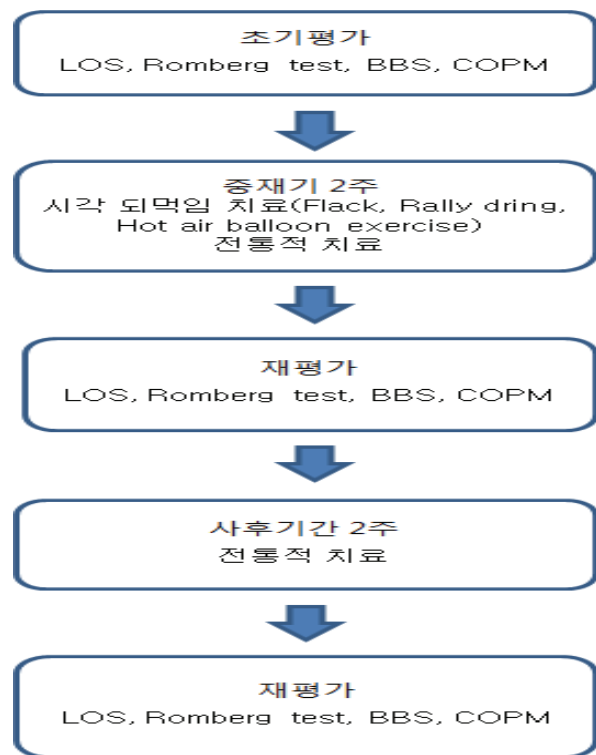 초기평가
LOS, Romberg test, BBS, COPM
중재기 2주
시각 되먹임 치료(Flack, Rally dring,
Hot air balloon exercise)
전통적 치료
재평가
LOS, Romberg test, BBS, COPM
사후기간 2주
전통적 치료
재평가
LOS, Romberg test, BBS, COPM